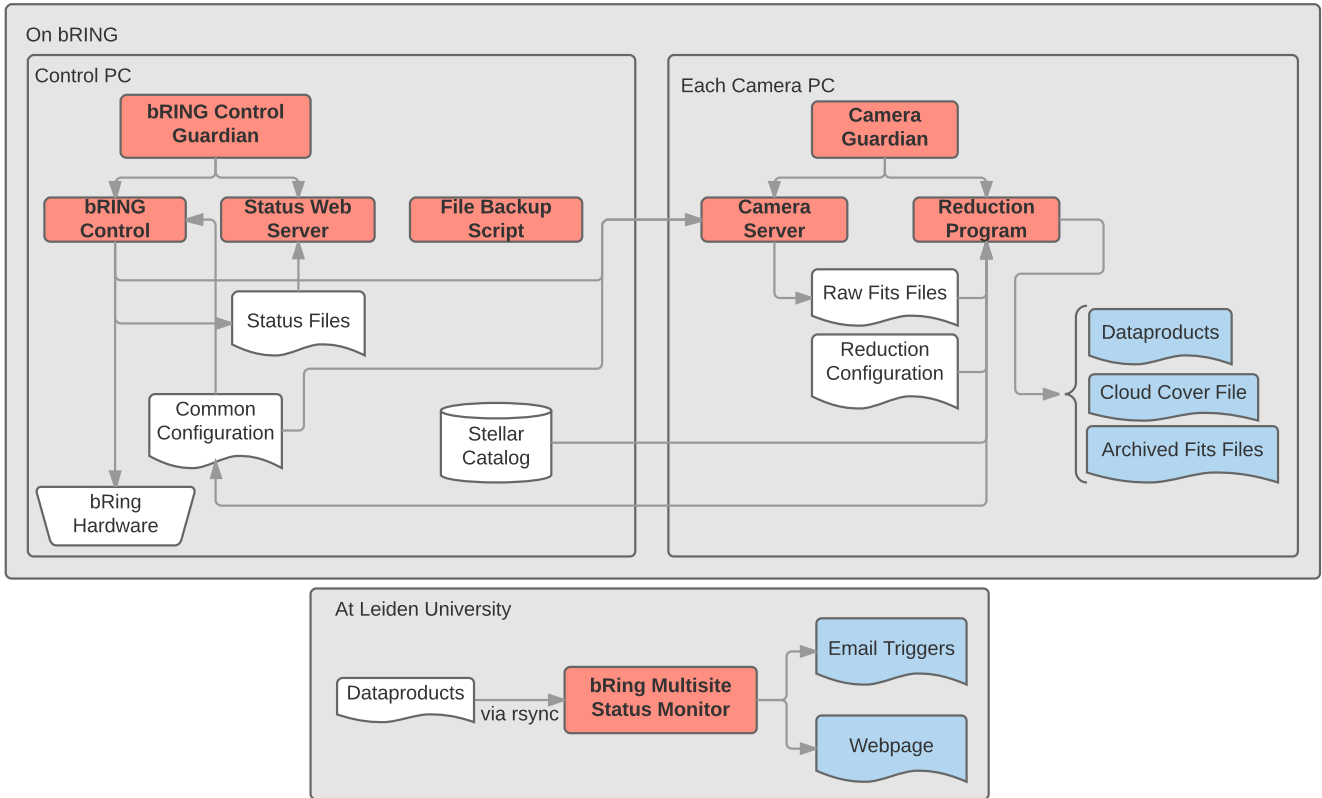 On bRING
Control PC
bRING Control
Guardian
bRING
Control
Status Web
Server
File Backup
Script
Status Files
Common
Configuration
Stellar
Catalog
bRing
Hardware
Each Camera PC
Camera
Guardian
Camera
Server
Reduction
Program
Raw Fits Files
Reduction
Configuration
Dataproducts
Cloud Cover File
Archived Fits Files
At Leiden University
Dataproducts
via rsync
bRing Multisite
Status Monitor
Email Triggers
Webpage